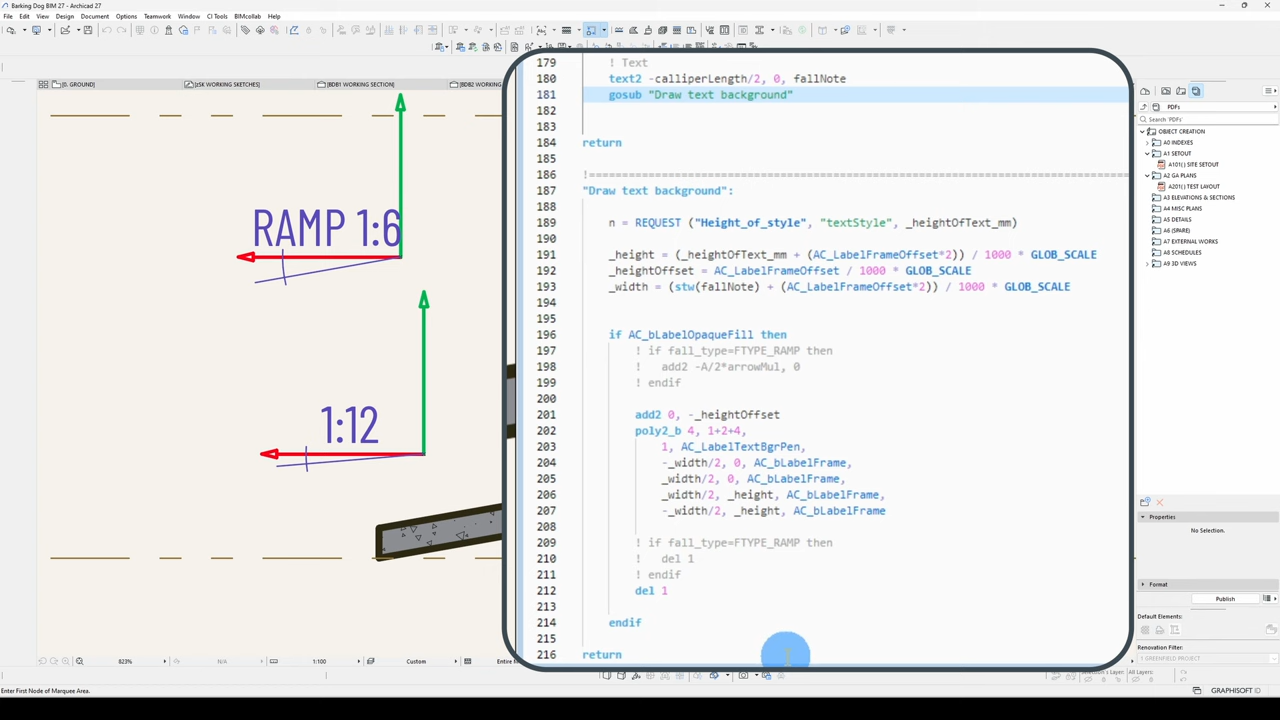 Barking Dog BIM 27 - Archicad 27
File Edit View Design Document Options Teamwork Window CI Tools BIMcollab Help
[0. GROUND]
[SK WORKING SKETCHES]
[BDB1 WORKING SECTION]
[BDB2 WORKING
RAMP 1:6
1:12
179 ! Text
180 text2 -calliperLength/2, 0, fallNote
181 gosub "Draw text background"
182
183
184 return
185
186 !==================================================================================
187 "Draw text background":
188
189 n = REQUEST ("Height_of_style", "textStyle", _heightOfText_mm)
190
191 _height = (_heightOfText_mm + (AC_LabelFrameOffset*2)) / 1000 * GLOB_SCALE
192 _heightOffset = AC_LabelFrameOffset / 1000 * GLOB_SCALE
193 _width = (stw(fallNote) + (AC_LabelFrameOffset*2)) / 1000 * GLOB_SCALE
194
195
196 if AC_bLabelOpaqueFill then
197 ! if fall_type=FTYPE_RAMP then
198 ! add2 -A/2*arrowMul, 0
199 ! endif
200
201 add2 0, -_heightOffset
202 poly2_b 4, 1+2+4,
203 1, AC_LabelTextBgrPen,
204 -_width/2, 0, AC_bLabelFrame,
205 _width/2, 0, AC_bLabelFrame,
206 _width/2, _height, AC_bLabelFrame,
207 -_width/2, _height, AC_bLabelFrame
208
209 ! if fall_type=FTYPE_RAMP then
210 ! del 1
211 ! endif
212 del 1
213
214 endif
215
216 return
PDFs
Search 'PDFs'
OBJECT CREATION
A0 INDEXES
A1 SETOUT
A101() SITE SETOUT
A2 GA PLANS
A201() TEST LAYOUT
A3 ELEVATIONS & SECTIONS
A4 MISC PLANS
A5 DETAILS
A6 (SPARE)
A7 EXTERNAL WORKS
A8 SCHEDULES
A9 3D VIEWS
Properties
No Selection.
Format
Publish
Default Elements:
Renovation Filter:
1 GREENFIELD PROJECT
823%
N/A
1:100
Custom
Entire M
Enter First Node of Marquee Area.
GRAPHISOFT ID